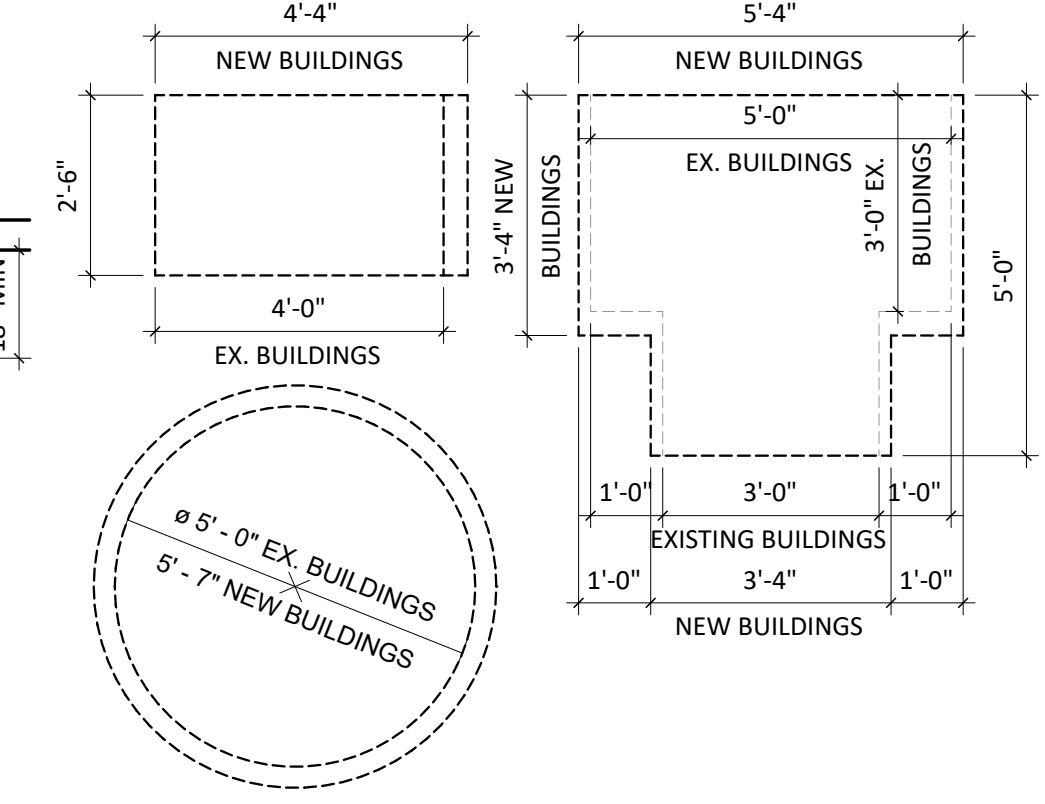 4'-4"
NEW BUILDINGS
5'-4"
NEW BUILDINGS
2'-6"
4'-0"
EX. BUILDINGS
3'-4" NEW
BUILDINGS
5'-0"
EX. BUILDINGS
3'-0" EX.
BUILDINGS
5'-0"
MIN
ø 5' - 0" EX. BUILDINGS
5' - 7" NEW BUILDINGS
1'-0"
3'-0"
1'-0"
EXISTING BUILDINGS
1'-0"
3'-4"
1'-0"
NEW BUILDINGS